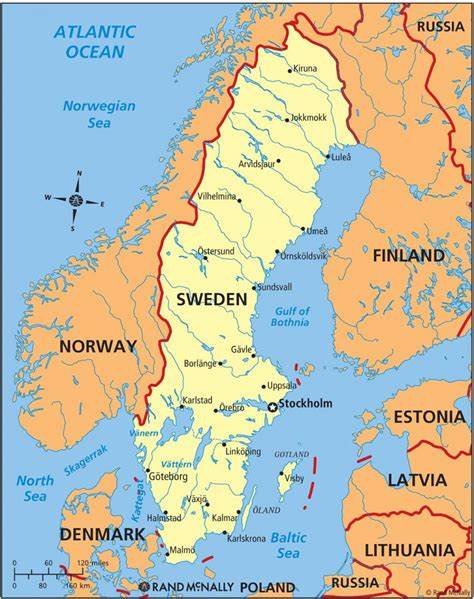 ATLANTIC
OCEAN
RUSSIA
Kiruna
Norwegian
Sea
Jokkmokk
Arvidsjaur
Luleå
N
W
E
S
Vilhelmina
Umeå
Östersund
Örnsköldsvik
FINLAND
Sundsvall
SWEDEN
Gulf of
Bothnia
NORWAY
Gävle
Borlänge
Uppsala
Karlstad
Örebro
Stockholm
ESTONIA
Vänern
Linköping
Skagerrak
Vättern
GOTLAND
North
Sea
Göteborg
Visby
LATVIA
Kattegat
Växjö
ÖLAND
Halmstad
Kalmar
DENMARK
Karlskrona
Baltic
Sea
Malmö
LITHUANIA
0 60 120 miles
0 80 160 km
RAND McNALLY
POLAND
RUSSIA
© Rand McNally